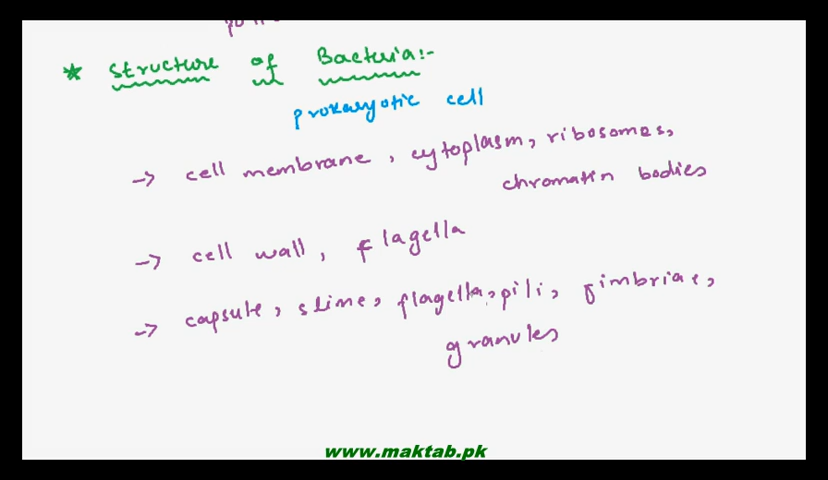 * Structure of Bacteria:-
prokaryotic cell
-> cell membrane, cytoplasm, ribosomes,
chromatin bodies
-> cell wall, flagella
-> capsule, slime, flagella, pili, fimbriae,
granules
www.maktab.pk